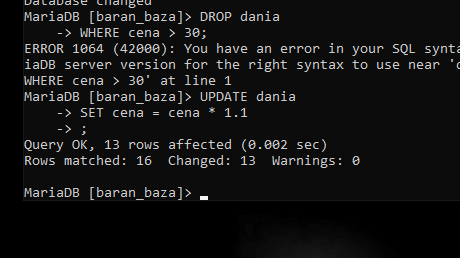 DataBase changed
MariaDB [baran_baza]> DROP dania
    -> WHERE cena > 30;
ERROR 1064 (42000): You have an error in your SQL synta
iaDB server version for the right syntax to use near '
WHERE cena > 30' at line 1
MariaDB [baran_baza]> UPDATE dania
    -> SET cena = cena * 1.1
    -> ;
Query OK, 13 rows affected (0.002 sec)
Rows matched: 16  Changed: 13  Warnings: 0
MariaDB [baran_baza]>